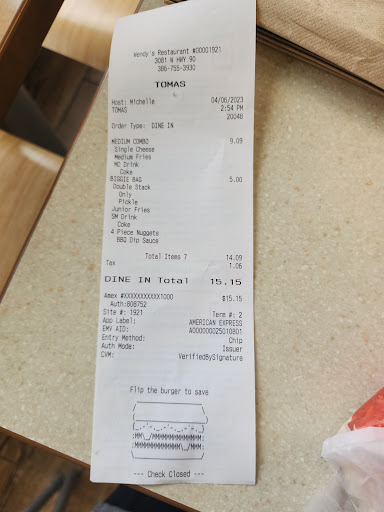 Wendy's Restaurant #00001921
3081 N HWY 90
386-755-3930
TOMAS
Host: Michelle 04/06/2023
TOMAS 2:54 PM
20048
Order Type: DINE IN
MEDIUM COMBO 9.09
Single Cheese
Medium Fries
MC Drink
Coke
BIGGIE BAG 5.00
Double Stack
Only
Pickle
Junior Fries
SM Drink
Coke
4 Piece Nuggets
BBQ Dip Sauce
Total Items 7 14.09
Tax 1.06
DINE IN Total 15.15
Amex #XXXXXXXXXXX1000 $15.15
Auth:808752
Site #: 1921 Term #: 2
App Label: AMERICAN EXPRESS
EMV AID: A000000025010801
Entry Method: Chip
Auth Mode: Issuer
CVM: VerifiedBySignature
Flip the burger to save
--- Check Closed ---